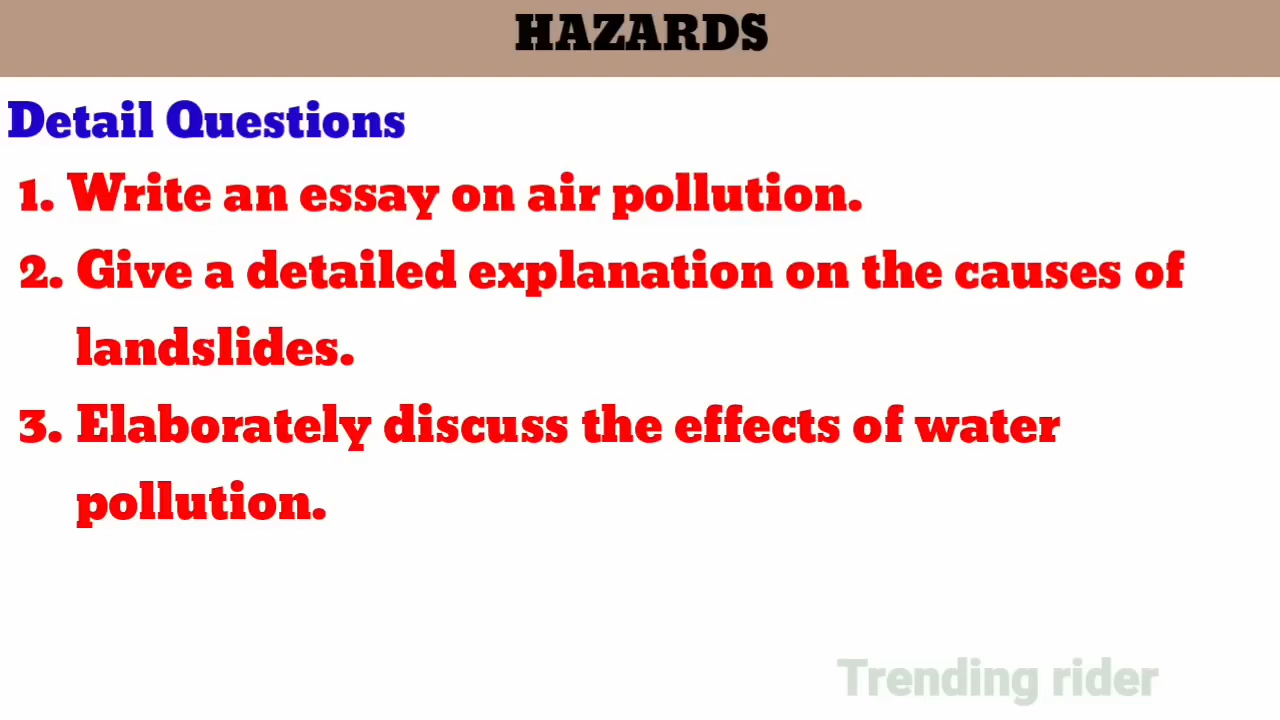 HAZARDS
Detail Questions
1. Write an essay on air pollution.
2. Give a detailed explanation on the causes of
landslides.
3. Elaborately discuss the effects of water
pollution.
Trending rider